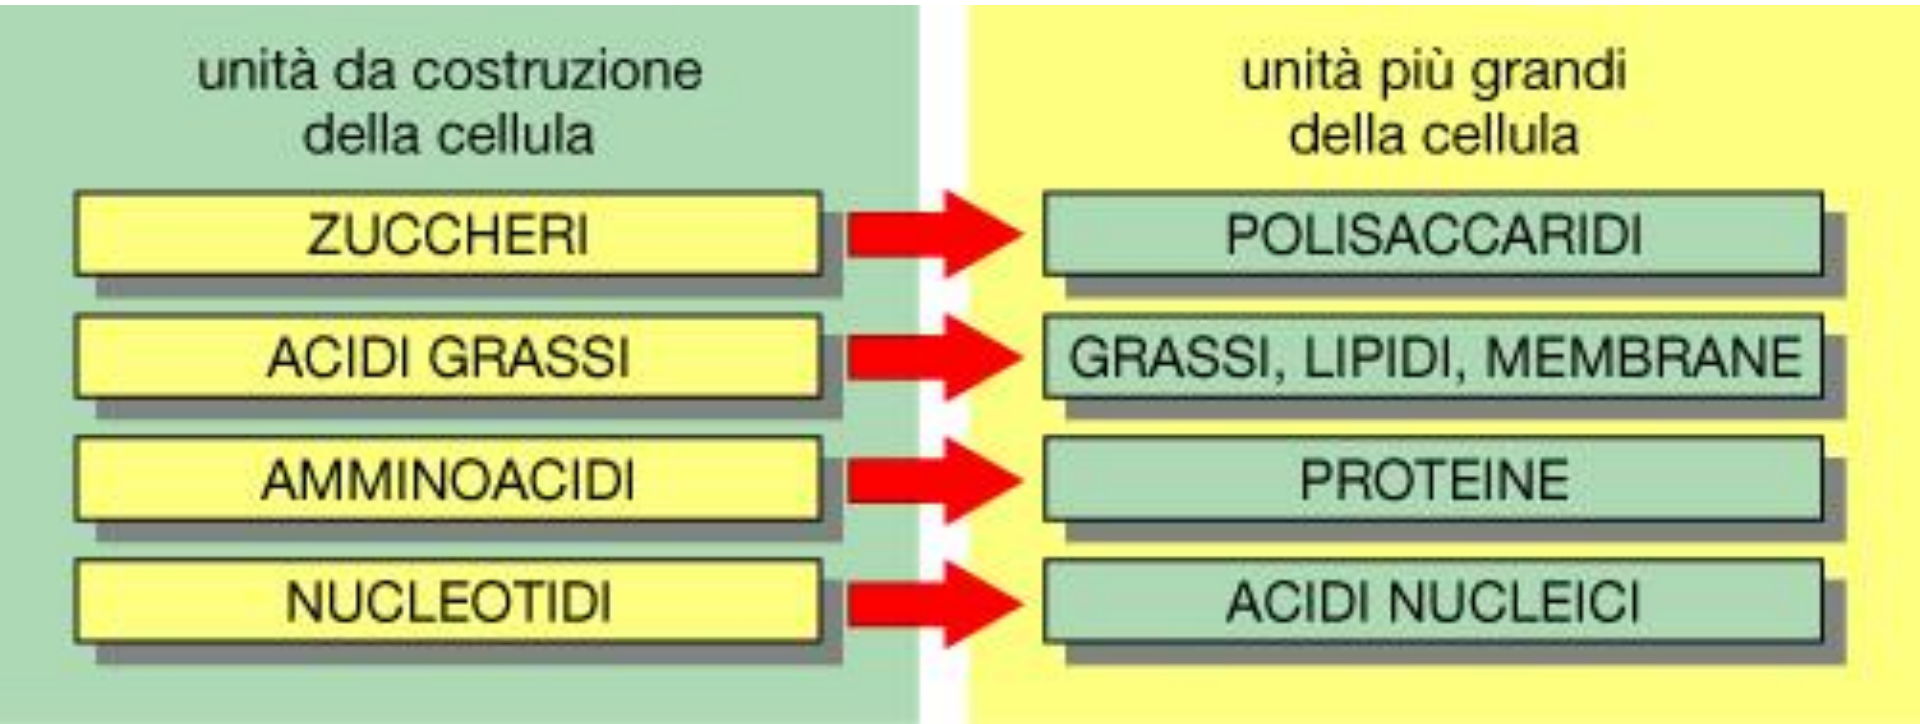 unità da costruzione
della cellula
ZUCCHERI
ACIDI GRASSI
AMMINOACIDI
NUCLEOTIDI
unità più grandi
della cellula
POLISACCARIDI
GRASSI, LIPIDI, MEMBRANE
PROTEINE
ACIDI NUCLEICI